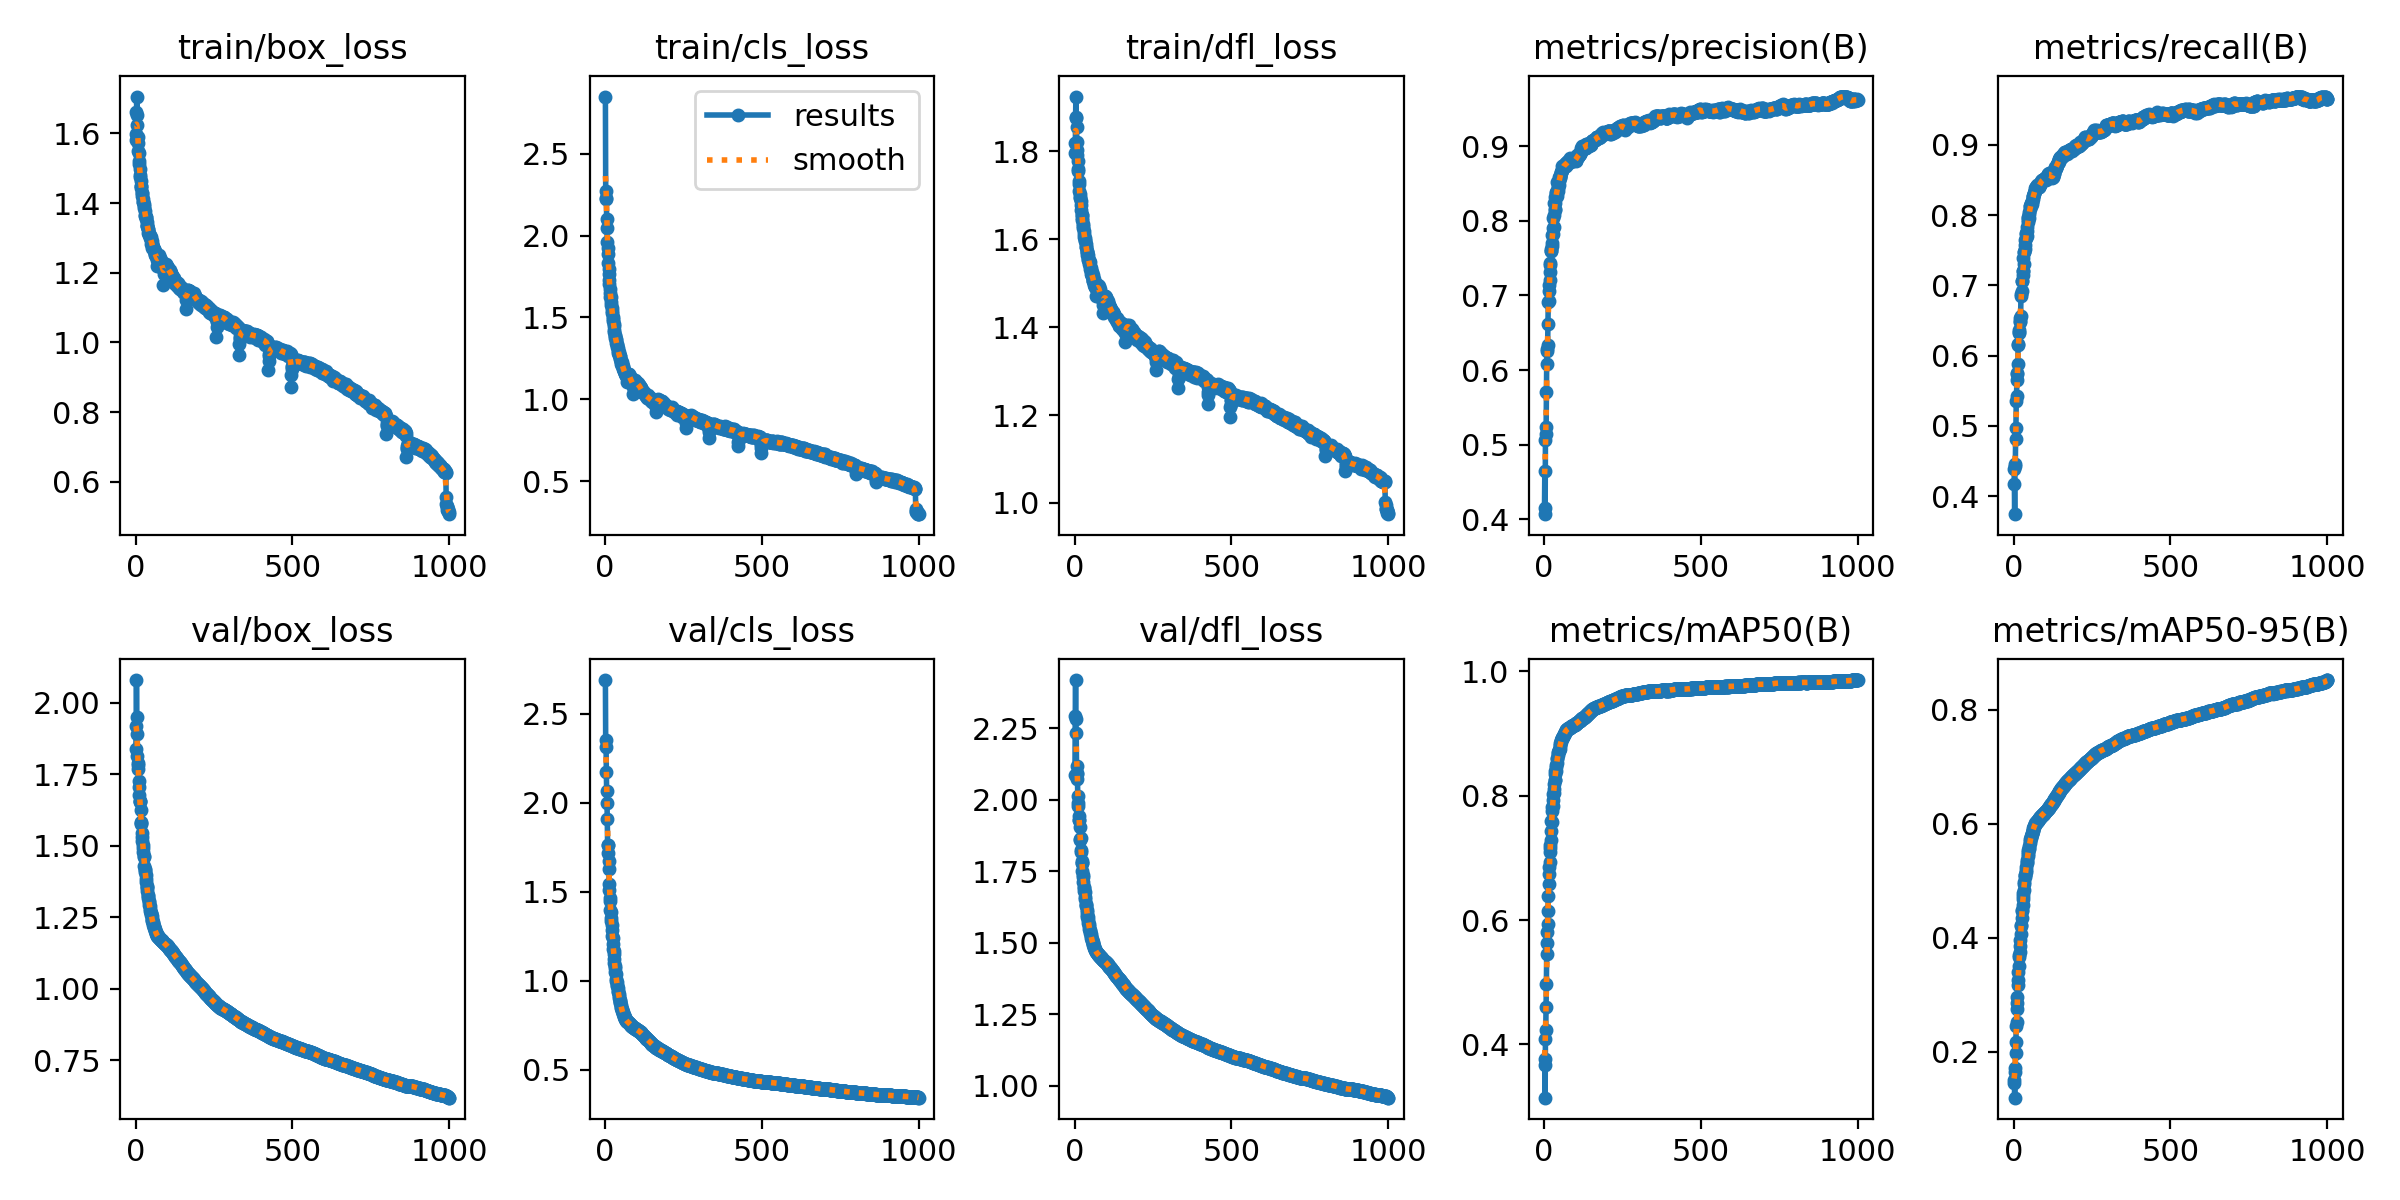 train/box_loss
1.6
1.4
1.2
1.0
0.8
0.6
0 500 1000
train/cls_loss
results
smooth
2.5
2.0
1.5
1.0
0.5
0 500 1000
train/dfl_loss
1.8
1.6
1.4
1.2
1.0
0 500 1000
metrics/precision(B)
0.9
0.8
0.7
0.6
0.5
0.4
0 500 1000
metrics/recall(B)
0.9
0.8
0.7
0.6
0.5
0.4
0 500 1000
val/box_loss
2.00
1.75
1.50
1.25
1.00
0.75
0 500 1000
val/cls_loss
2.5
2.0
1.5
1.0
0.5
0 500 1000
val/dfl_loss
2.25
2.00
1.75
1.50
1.25
1.00
0 500 1000
metrics/mAP50(B)
1.0
0.8
0.6
0.4
0 500 1000
metrics/mAP50-95(B)
0.8
0.6
0.4
0.2
0 500 1000